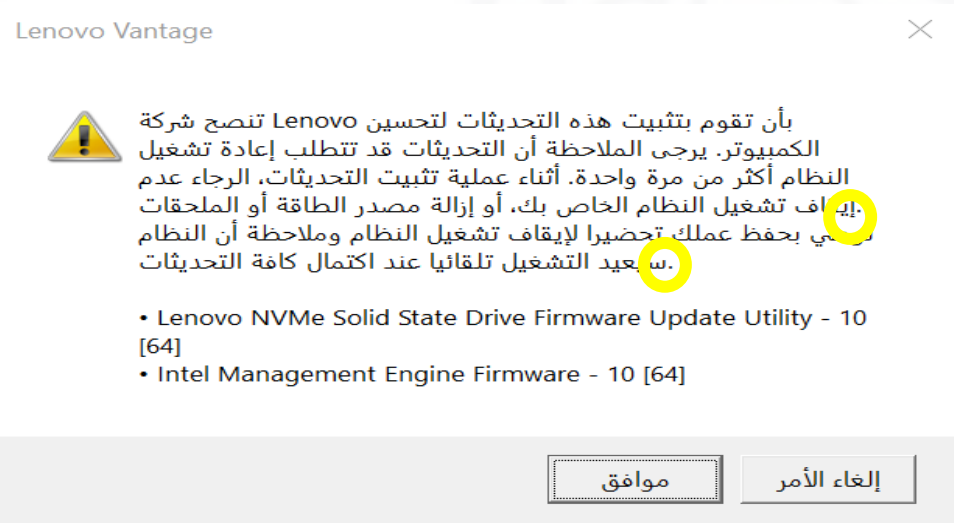 Lenovo Vantage
تنصح شركة Lenovo بأن تقوم بتثبيت هذه التحديثات لتحسين
الكمبيوتر. يرجى الملاحظة أن التحديثات قد تتطلب إعادة تشغيل
النظام أكثر من مرة واحدة. أثناء عملية تثبيت التحديثات، الرجاء عدم
إيقاف تشغيل النظام الخاص بك، أو إزالة مصدر الطاقة أو الملحقات.
بحفظ عملك تحضيرا لإيقاف تشغيل النظام وملاحظة أن النظام
سيعيد التشغيل تلقائيا عند اكتمال كافة التحديثات.
• Lenovo NVMe Solid State Drive Firmware Update Utility - 10
[64]
• Intel Management Engine Firmware - 10 [64]
موافق
إلغاء الأمر